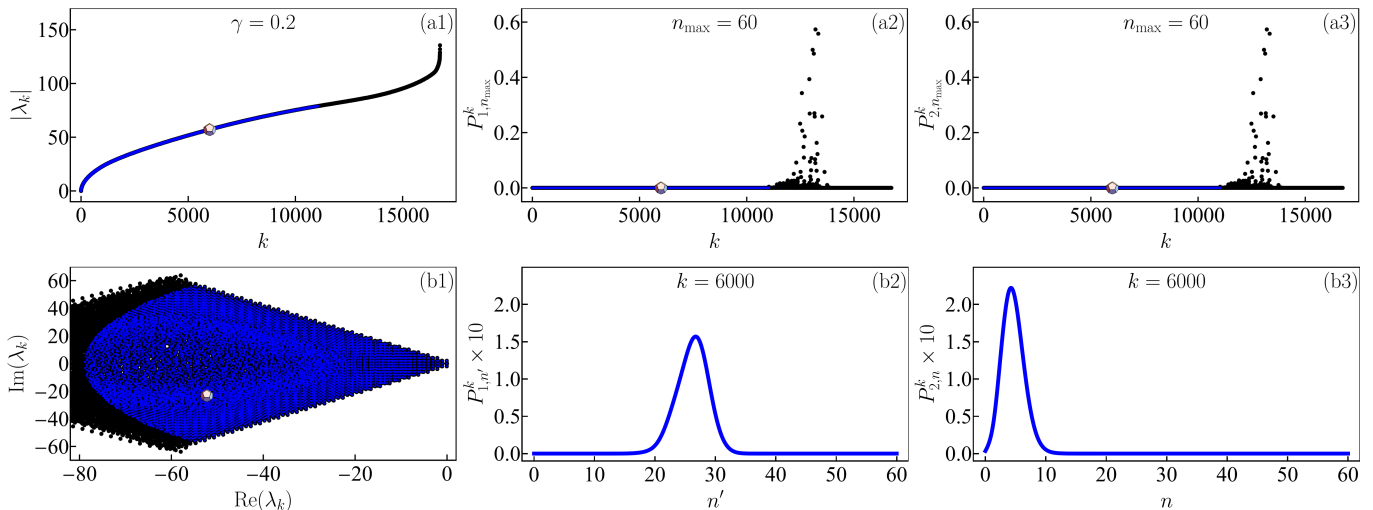 γ = 0.2
(a1)
|λ_k|
150
100
50
0
0 5000 10000 15000
k
n_max = 60
(a2)
P^k_{1,n_max}
0.6
0.4
0.2
0.0
0 5000 10000 15000
k
n_max = 60
(a3)
P^k_{2,n_max}
0.6
0.4
0.2
0.0
0 5000 10000 15000
k
(b1)
Im(λ_k)
60
40
20
0
−20
−40
−60
−80 −60 −40 −20 0
Re(λ_k)
k = 6000
(b2)
P^k_{1,n′} × 10
2.0
1.5
1.0
0.5
0.0
0 10 20 30 40 50 60
n′
k = 6000
(b3)
P^k_{2,n} × 10
2.0
1.5
1.0
0.5
0.0
0 10 20 30 40 50 60
n